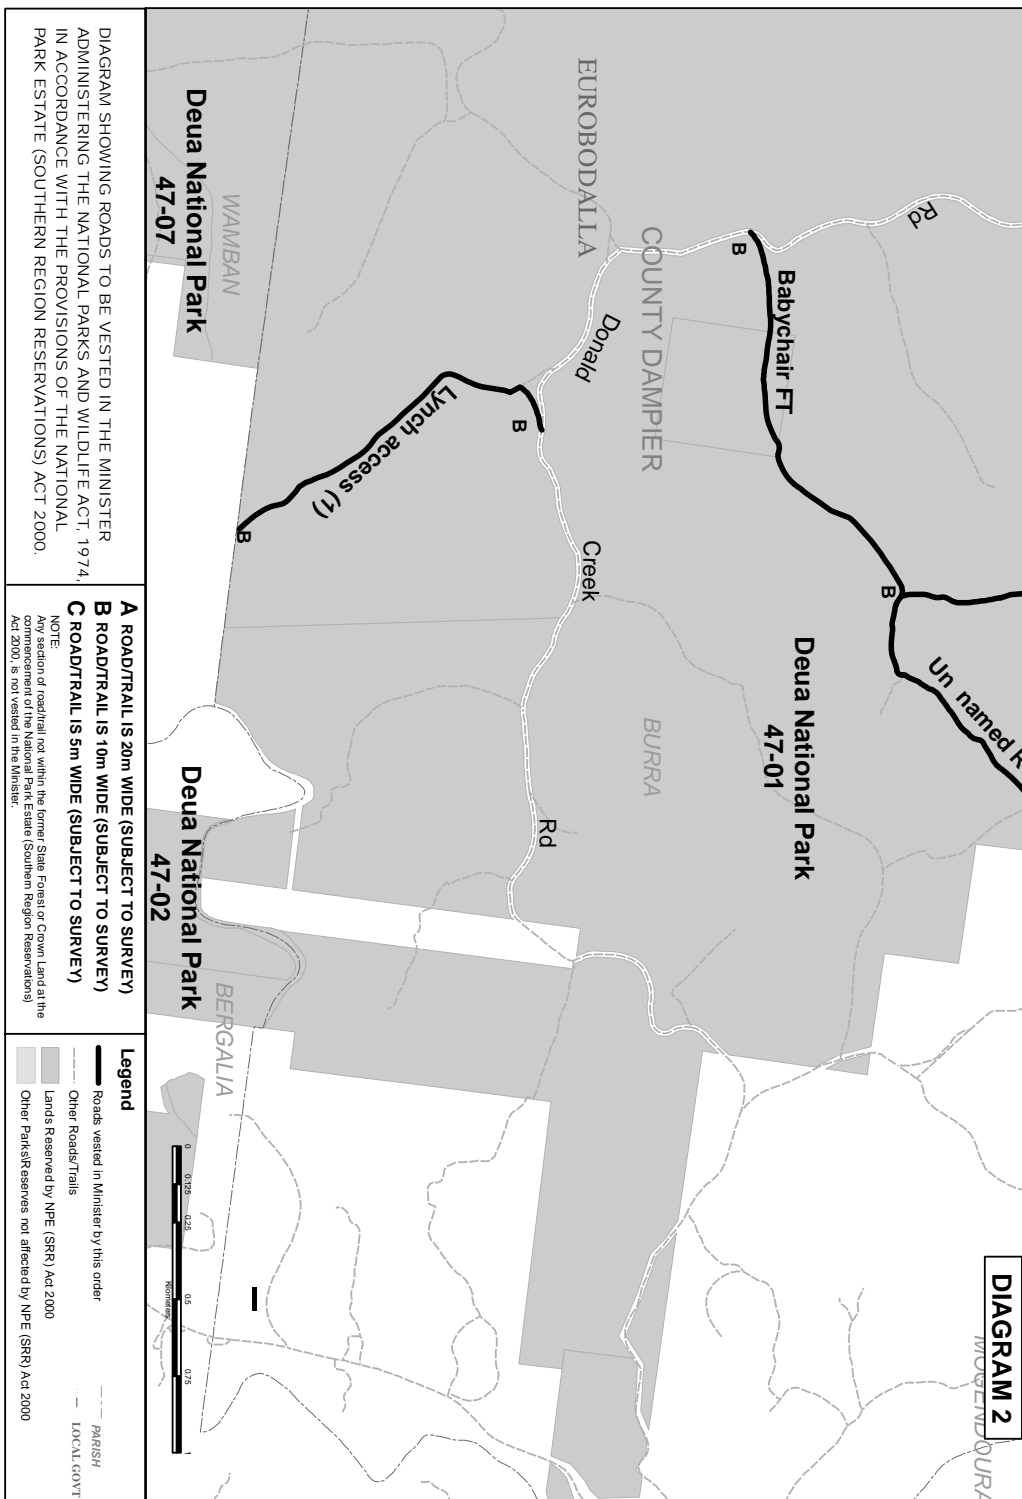 DIAGRAM 2
MOGENDOURA
Rd
Babychair FT
B
B
Un named R
COUNTY DAMPIER
EUROBODALLA
Donald
Creek
Rd
B
Lynch access (1)
B
Deua National Park
47-01
BURRA
WAMBAN
Deua National Park
47-07
Deua National Park
47-02
BERGALIA
0 0.125 0.25 0.5 0.75 1
Kilometers
DIAGRAM SHOWING ROADS TO BE VESTED IN THE MINISTER
ADMINISTERING THE NATIONAL PARKS AND WILDLIFE ACT, 1974,
IN ACCORDANCE WITH THE PROVISIONS OF THE NATIONAL
PARK ESTATE (SOUTHERN REGION RESERVATIONS) ACT 2000.
A ROAD/TRAIL IS 20m WIDE (SUBJECT TO SURVEY)
B ROAD/TRAIL IS 10m WIDE (SUBJECT TO SURVEY)
C ROAD/TRAIL IS 5m WIDE (SUBJECT TO SURVEY)
NOTE:
Any section of road/trail not within the former State Forest or Crown Land at the
commencement of the National Park Estate (Southern Region Reservations)
Act 2000, is not vested in the Minister.
Legend
Roads vested in Minister by this order
Other Roads/Trails
Lands Reserved by NPE (SRR) Act 2000
Other Parks\Reserves not affected by NPE (SRR) Act 2000
PARISH
LOCAL GOVT